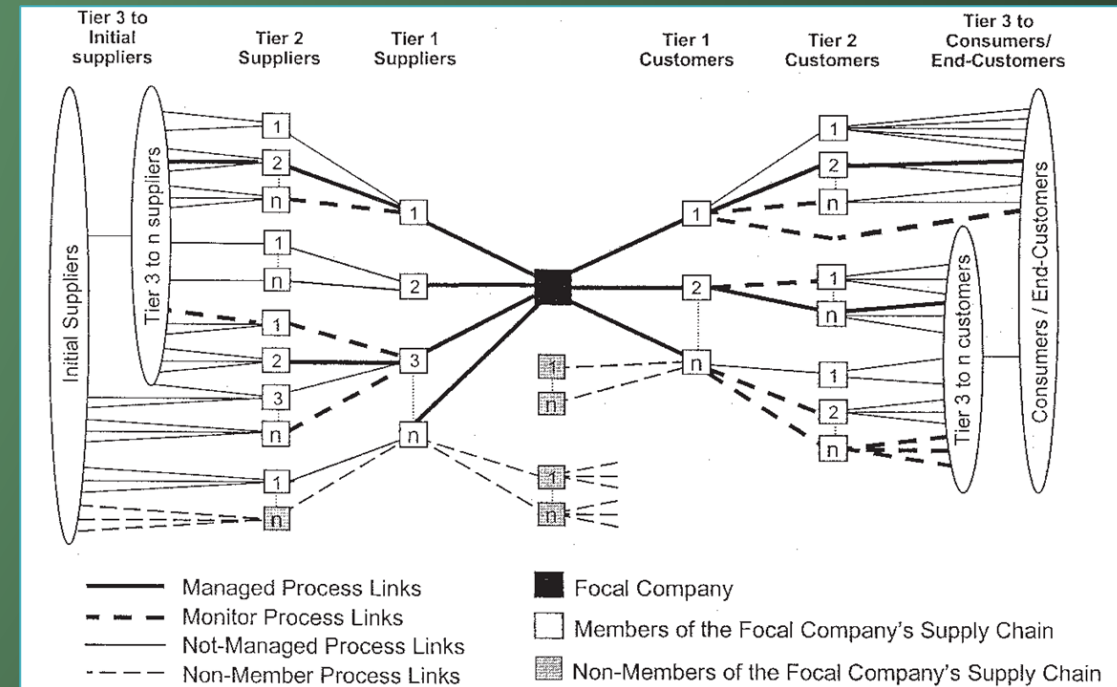 Tier 3 to
Initial
suppliers
Tier 2
Suppliers
Tier 1
Suppliers
Tier 1
Customers
Tier 2
Customers
Tier 3 to
Consumers/
End-Customers
Initial Suppliers
Tier 3 to n suppliers
1
2
n
1
n
1
2
3
n
1
n
1
2
3
n
1
n
1
n
1
2
n
1
2
n
1
n
1
2
n
Tier 3 to n customers
Consumers / End-Customers
Managed Process Links
Monitor Process Links
Not-Managed Process Links
Non-Member Process Links
Focal Company
Members of the Focal Company's Supply Chain
Non-Members of the Focal Company's Supply Chain